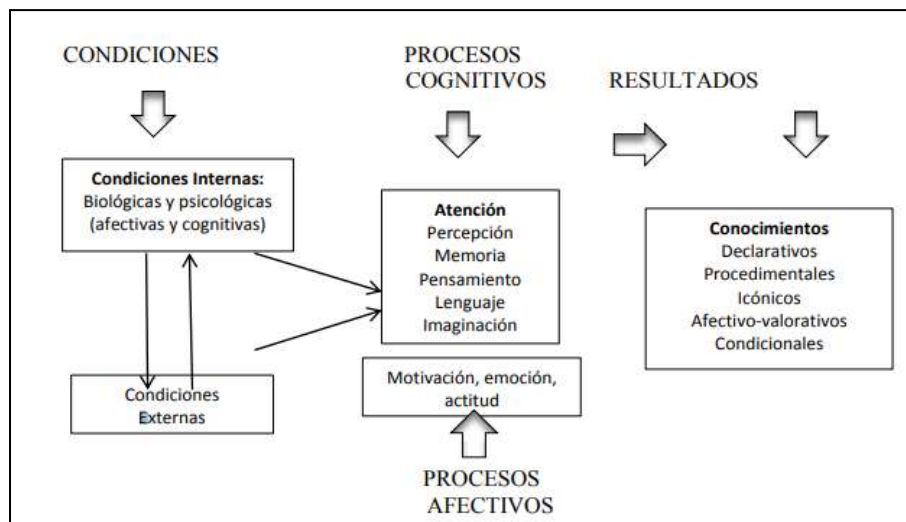 CONDICIONES
PROCESOS
COGNITIVOS
RESULTADOS
Condiciones Internas:
Biológicas y psicológicas
(afectivas y cognitivas)
Condiciones
Externas
Atención
Percepción
Memoria
Pensamiento
Lenguaje
Imaginación
Motivación, emoción,
actitud
PROCESOS
AFECTIVOS
Conocimientos
Declarativos
Procedimentales
Icónicos
Afectivo-valorativos
Condicionales